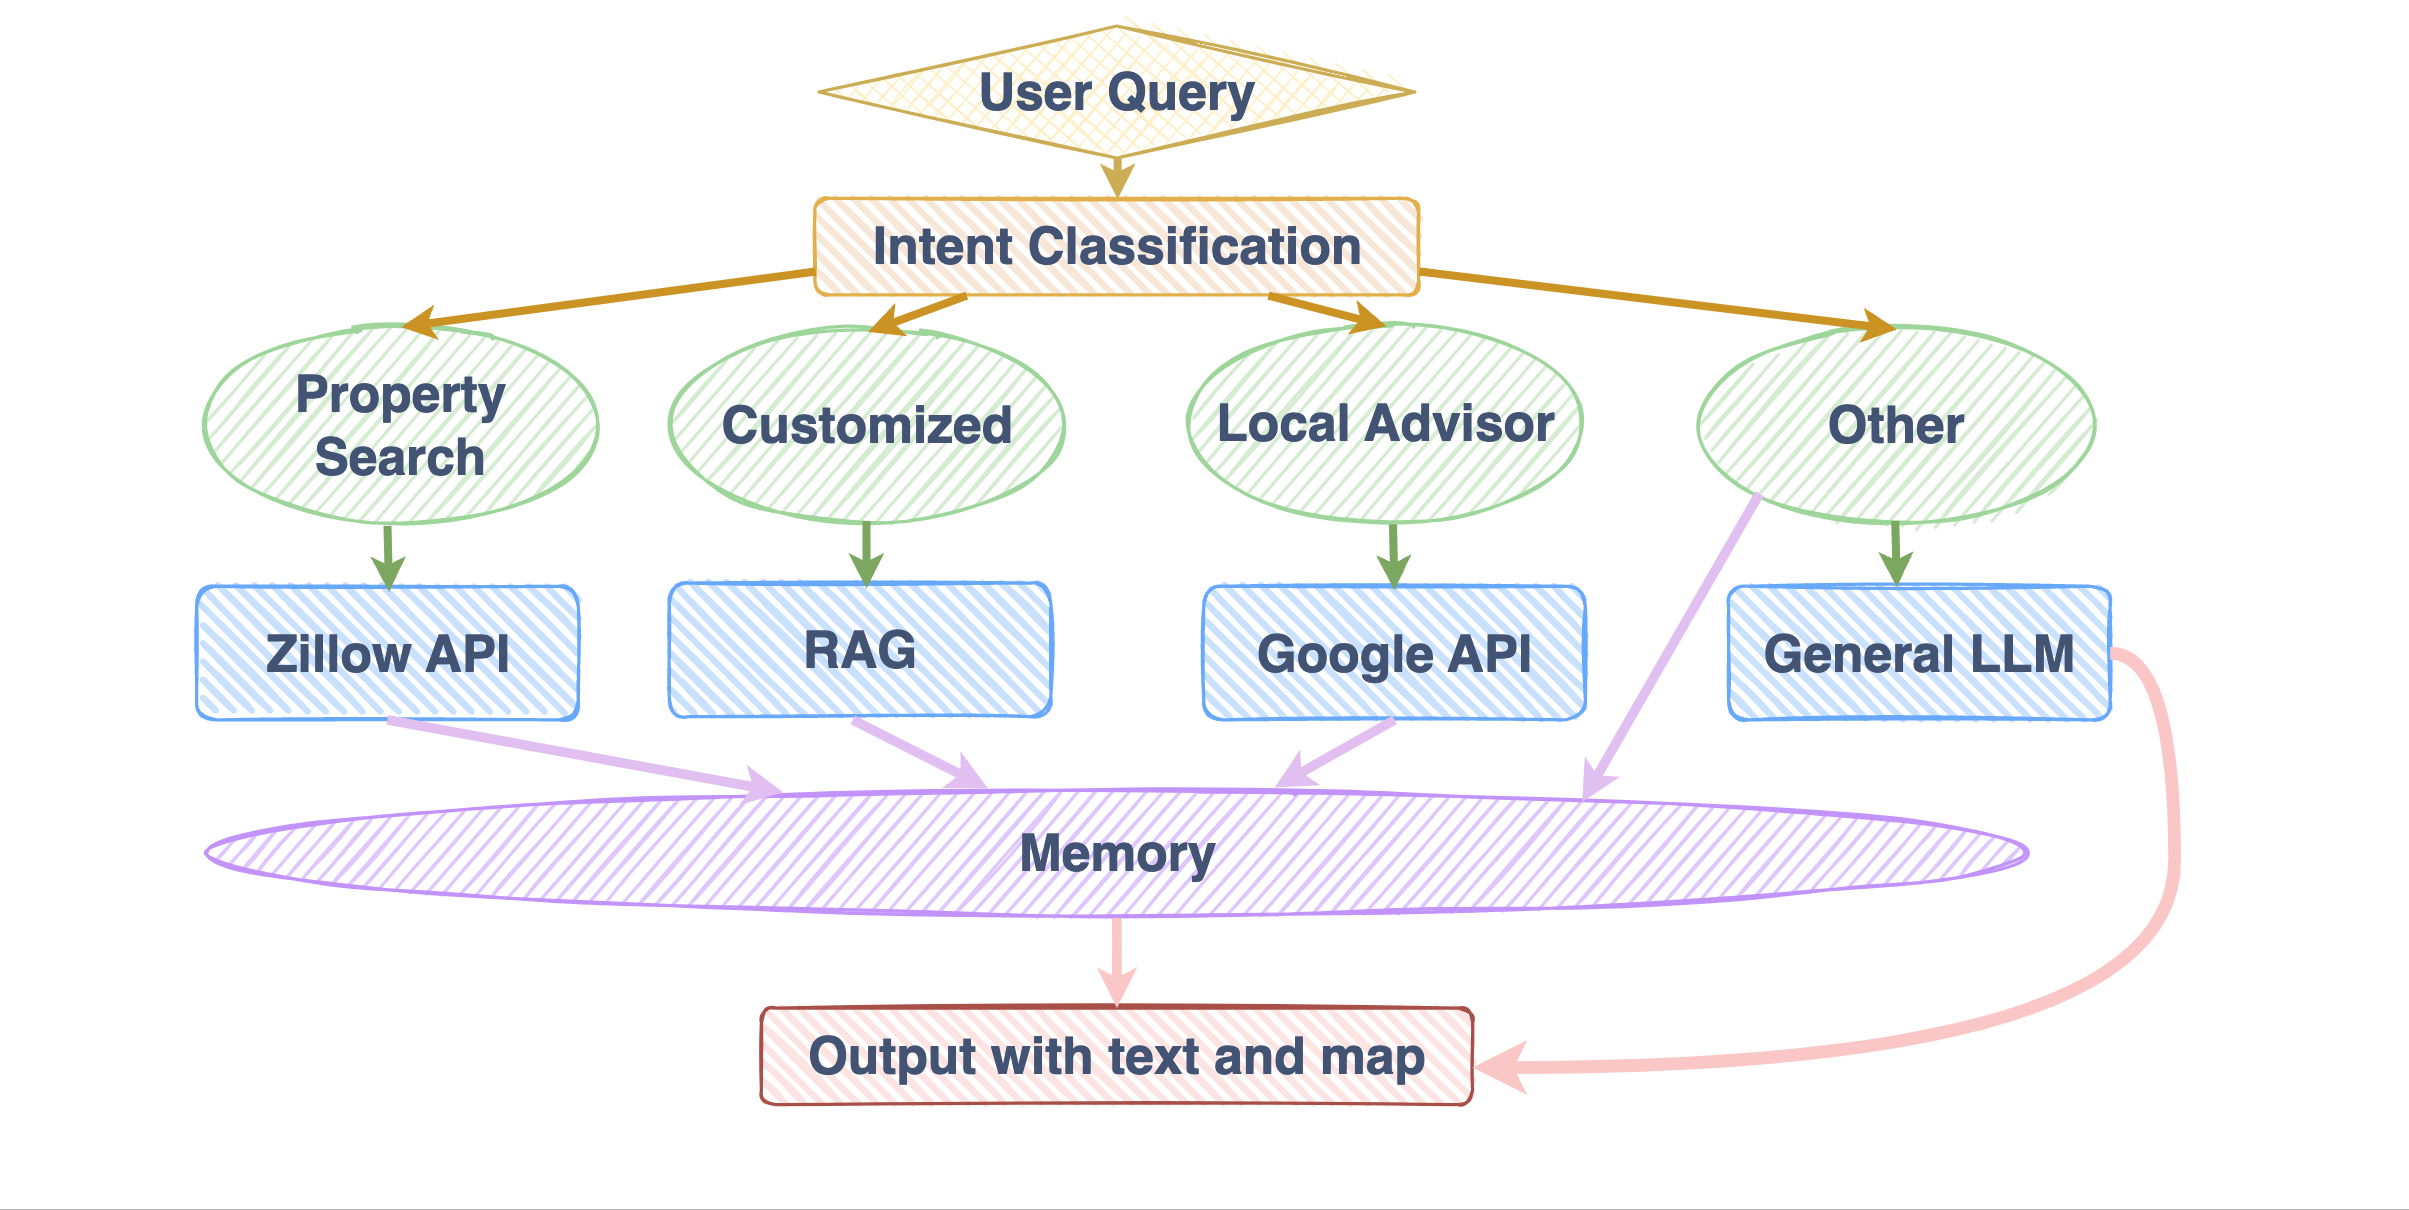 User Query
Intent Classification
Property
Search
Customized
Local Advisor
Other
Zillow API
RAG
Google API
General LLM
Memory
Output with text and map